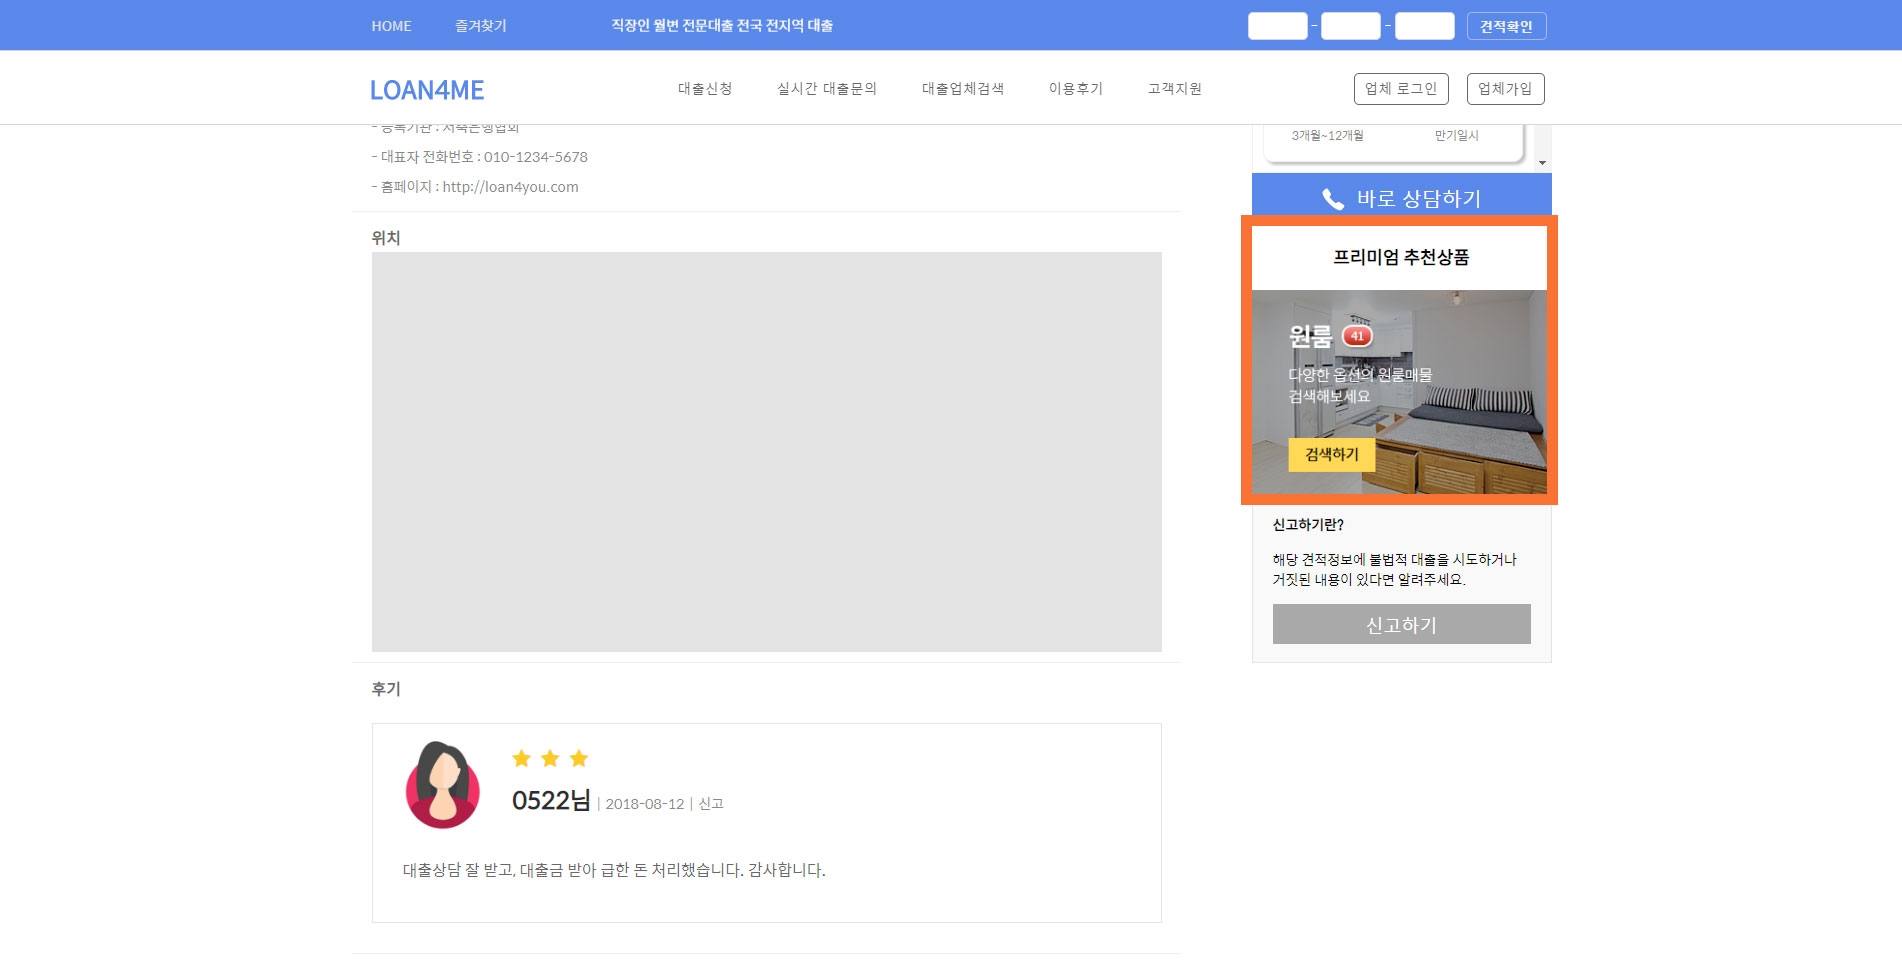 HOME 즐겨찾기 직장인 월변 전문대출 전국 전지역 대출 - - 견적확인
LOAN4ME 대출신청 실시간 대출문의 대출업체검색 이용후기 고객지원 업체 로그인 업체가입
- 등록기관 : 저축은행협회
- 대표자 전화번호 : 010-1234-5678
- 홈페이지 : http://loan4you.com
위치
후기
0522님 | 2018-08-12 | 신고
대출상담 잘 받고, 대출금 받아 급한 돈 처리했습니다. 감사합니다.
3개월~12개월 만기일시
바로 상담하기
프리미엄 추천상품
원룸 41
다양한 옵션의 원룸매물
검색해보세요
검색하기
신고하기란?
해당 견적정보에 불법적 대출을 시도하거나
거짓된 내용이 있다면 알려주세요.
신고하기